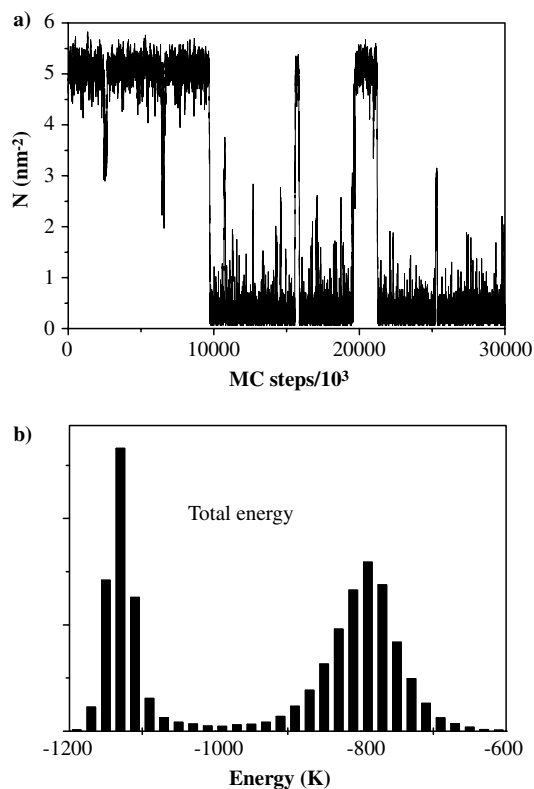 a)
6
5
4
3
2
1
0
N (nm-2)
0 10000 20000 30000
MC steps/10³
b)
Total energy
-1200 -1000 -800 -600
Energy (K)